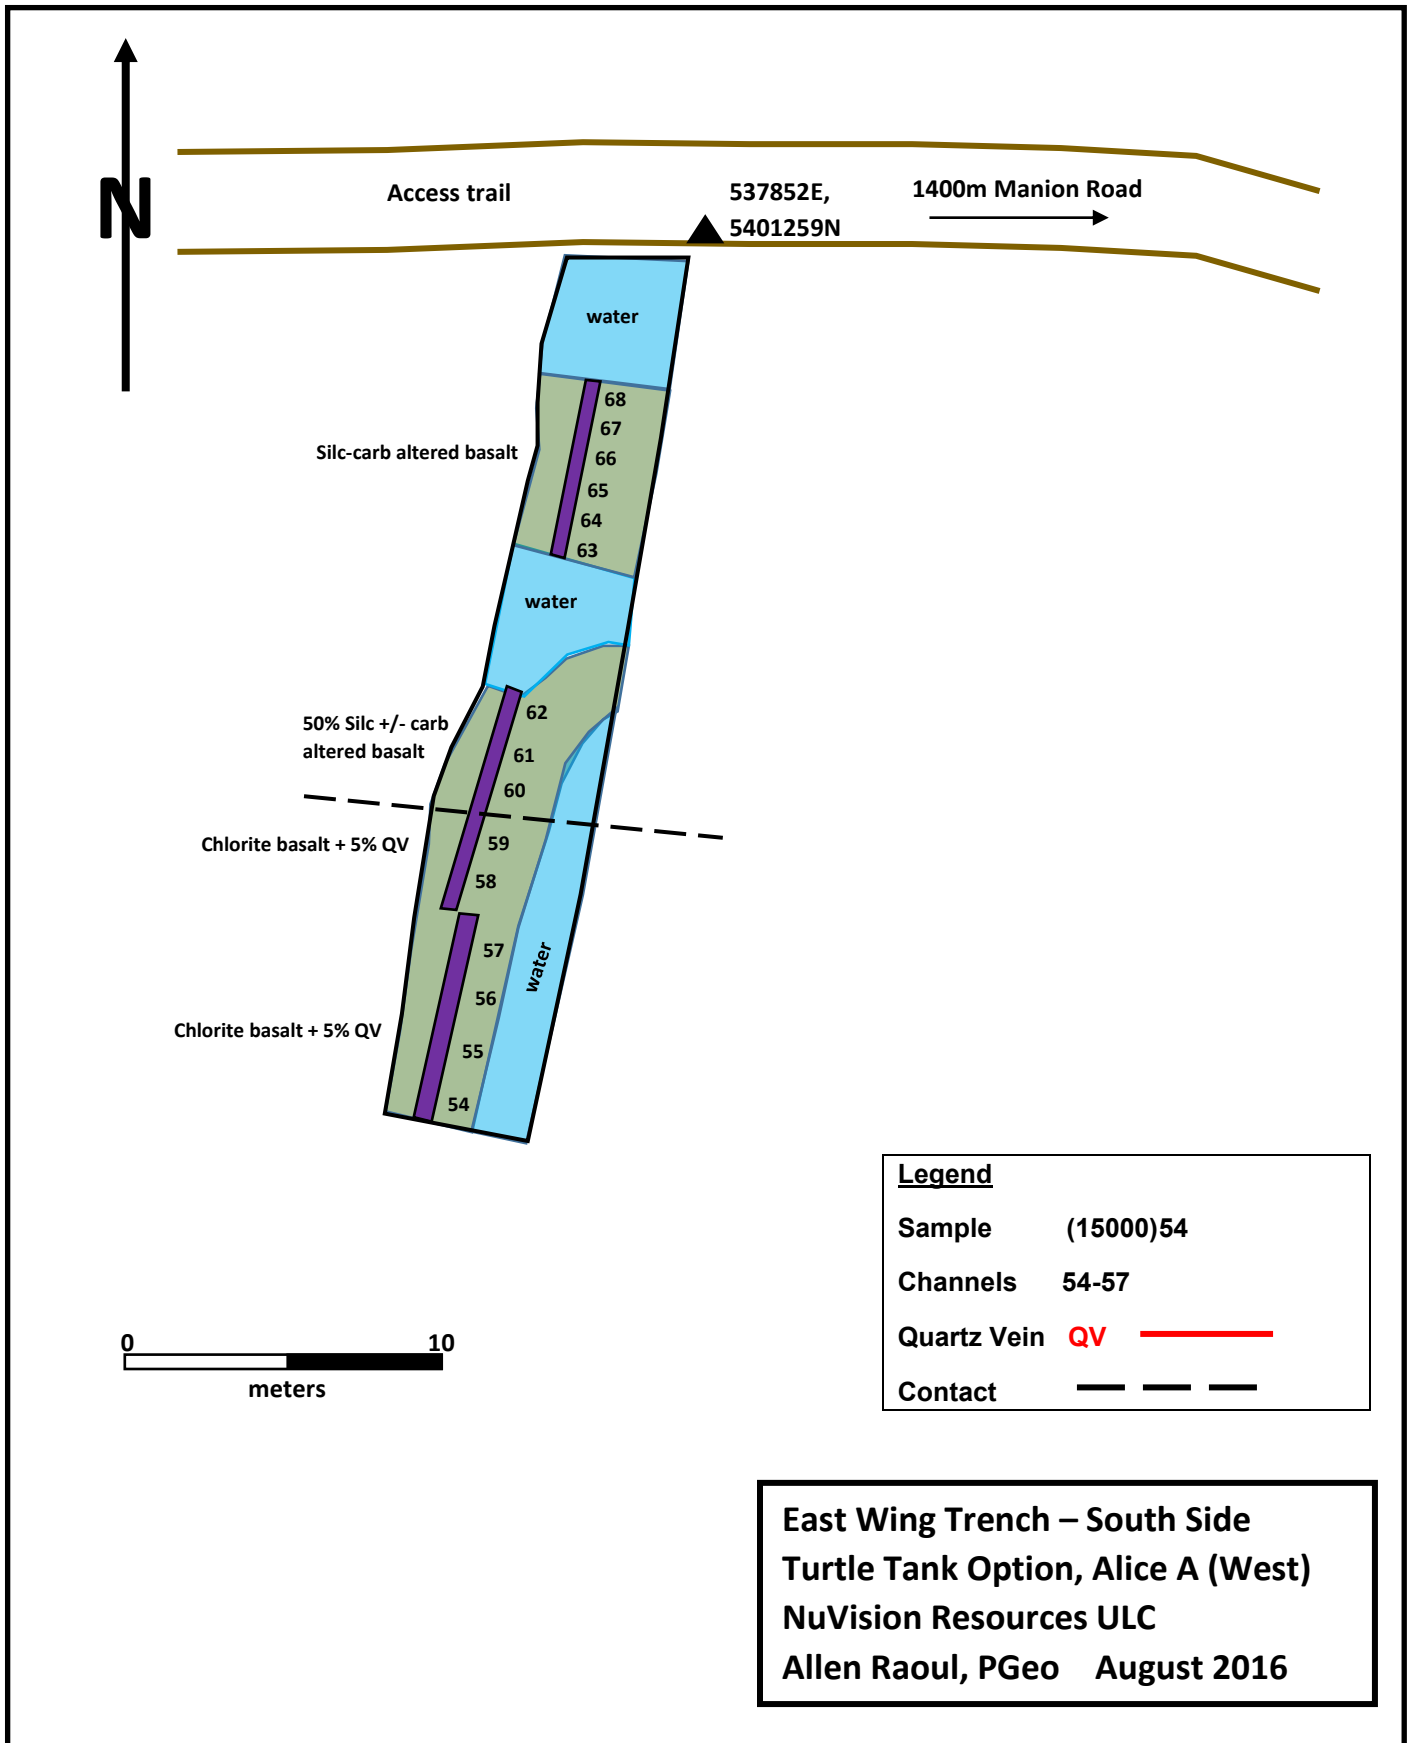 N
Access trail
537852E,
5401259N
1400m Manion Road
water
68
67
Silc-carb altered basalt
66
65
64
63
water
62
50% Silc +/- carb
altered basalt
61
60
Chlorite basalt + 5% QV
59
58
57
water
56
Chlorite basalt + 5% QV
55
54
Legend
Sample (15000)54
Channels 54-57
Quartz Vein QV
Contact
0 10
meters
East Wing Trench – South Side
Turtle Tank Option, Alice A (West)
NuVision Resources ULC
Allen Raoul, PGeo August 2016